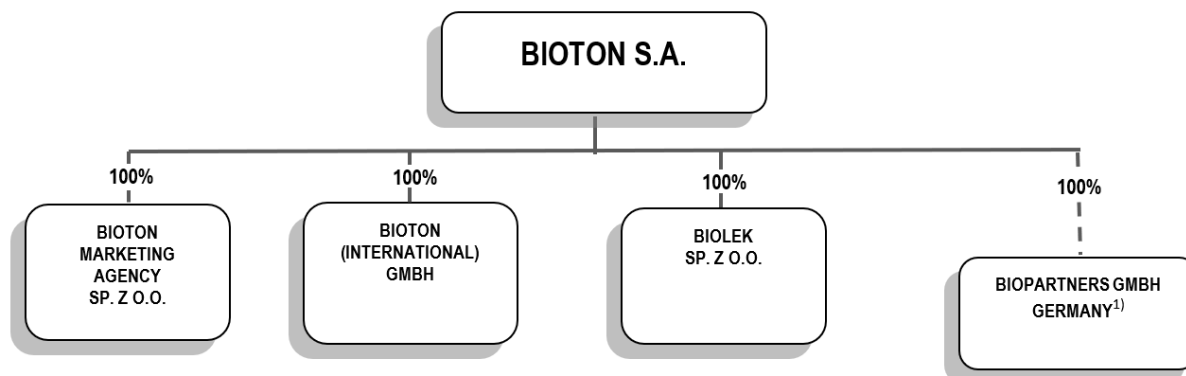 BIOTON S.A.
100%
100%
100%
100%
BIOTON
MARKETING
AGENCY
SP. Z O.O.
BIOTON
(INTERNATIONAL)
GMBH
BIOLEK
SP. Z O.O.
BIOPARTNERS GMBH
GERMANY¹⁾